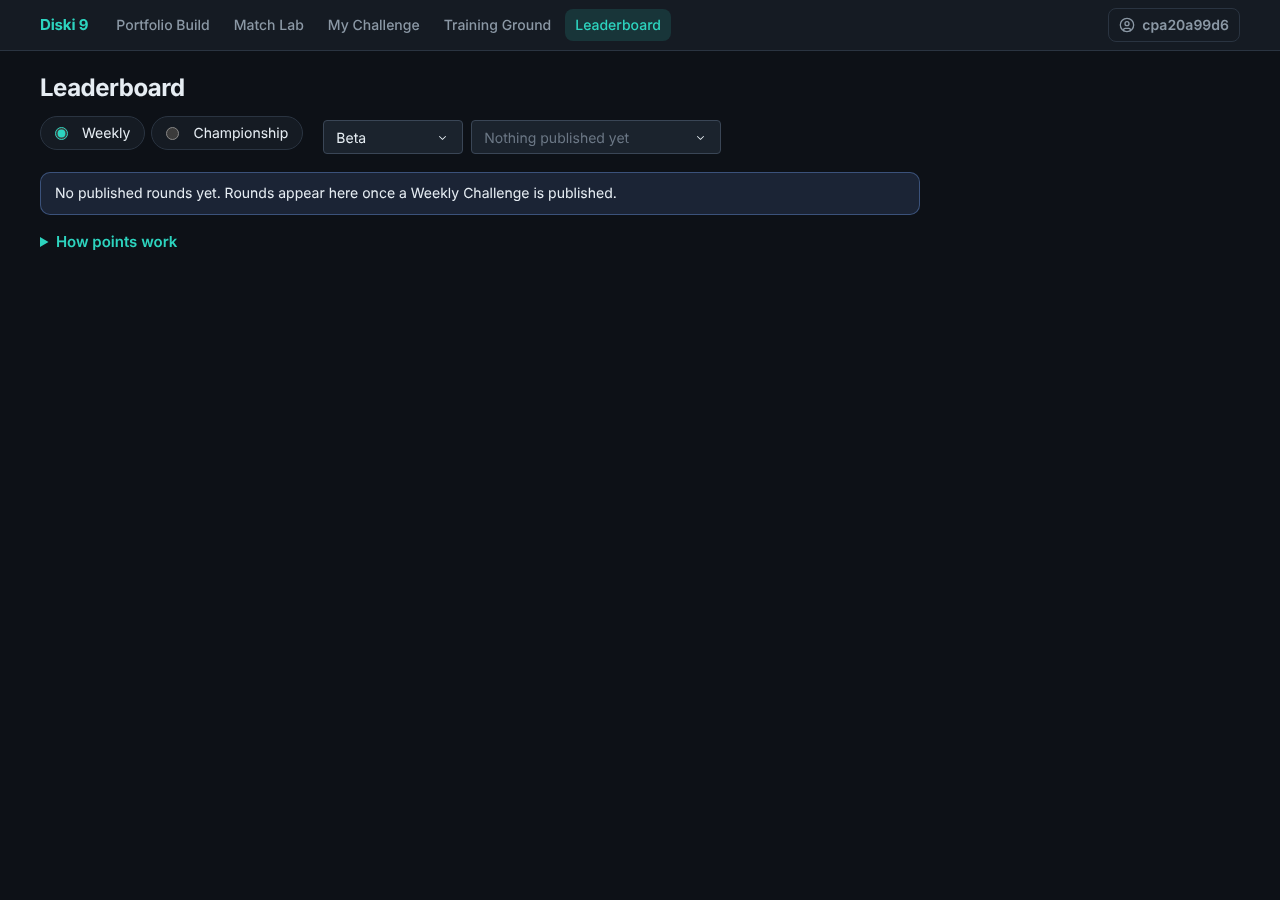 Diski 9 Portfolio Build Match Lab My Challenge Training Ground Leaderboard cpa20a99d6
Leaderboard
Weekly Championship Beta Nothing published yet
No published rounds yet. Rounds appear here once a Weekly Challenge is published.
How points work